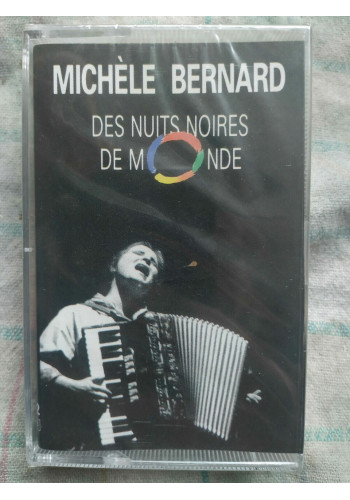 MICHÈLE BERNARD
DES NUITS NOIRES
DE MONDE